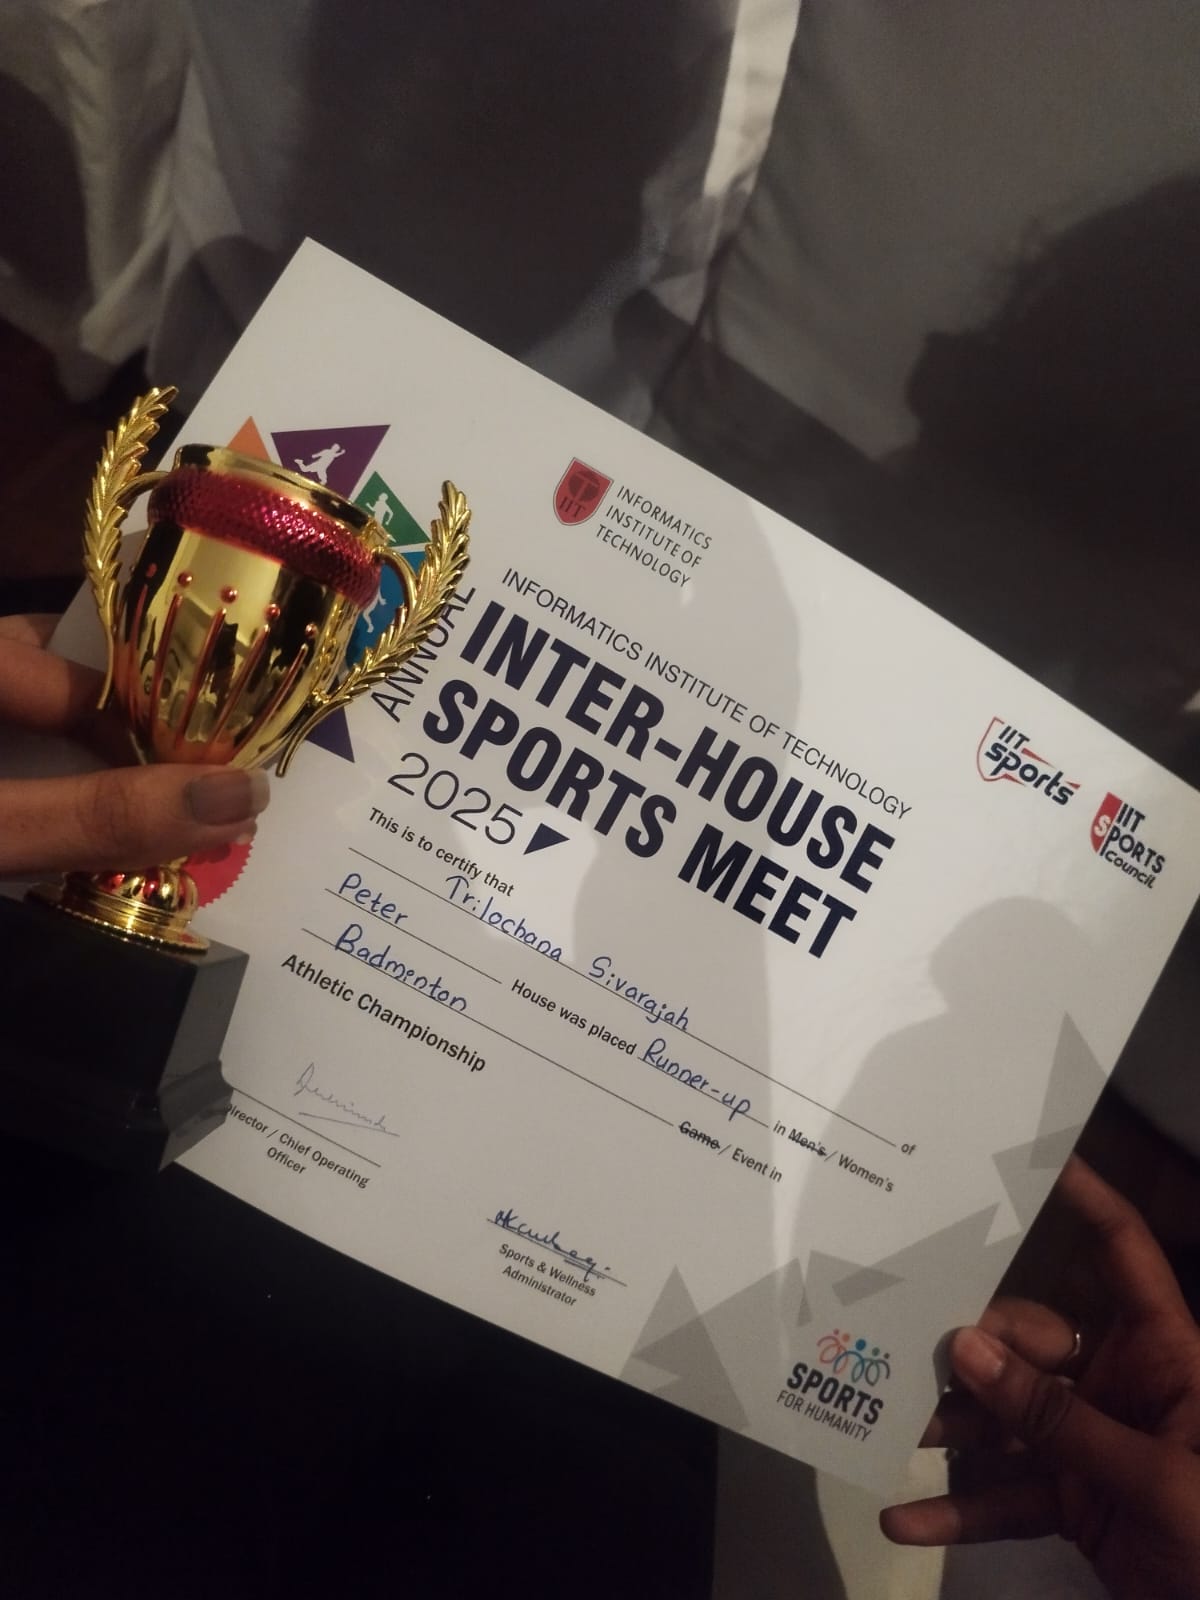 IIT
INFORMATICS
INSTITUTE OF
TECHNOLOGY
INFORMATICS INSTITUTE OF TECHNOLOGY
ANNUAL
INTER-HOUSE
SPORTS MEET
2025
IIT
sports
IIT
SPORTS
Council
This is to certify that
Trilochana Sivarajah of
Peter House was placed Runner-up in Men's / Women's
Badminton Game / Event in
Athletic Championship
Director / Chief Operating
Officer
Sports & Wellness
Administrator
SPORTS
FOR HUMANITY